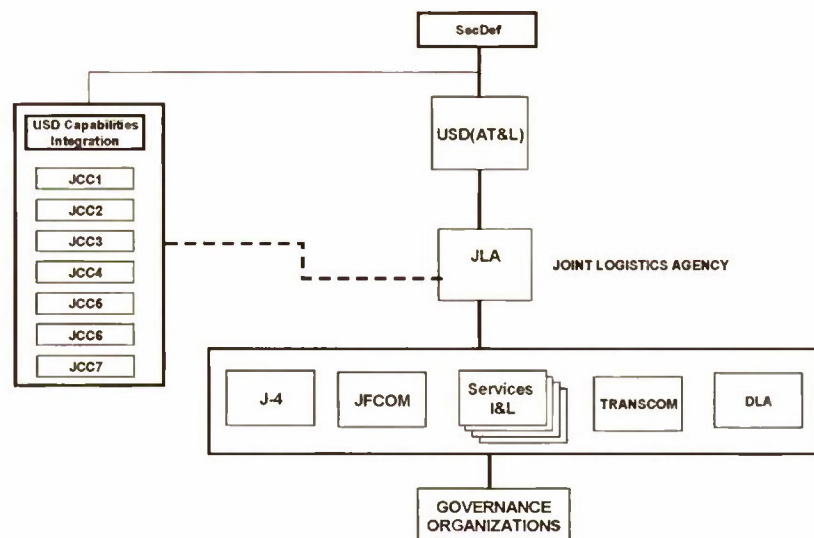 SecDef
USD Capabilities
Integration
JCC1
JCC2
JCC3
JCC4
JCC5
JCC6
JCC7
USD(AT&L)
JLA
JOINT LOGISTICS AGENCY
J-4
JFCOM
Services
I&L
TRANSCOM
DLA
GOVERNANCE
ORGANIZATIONS